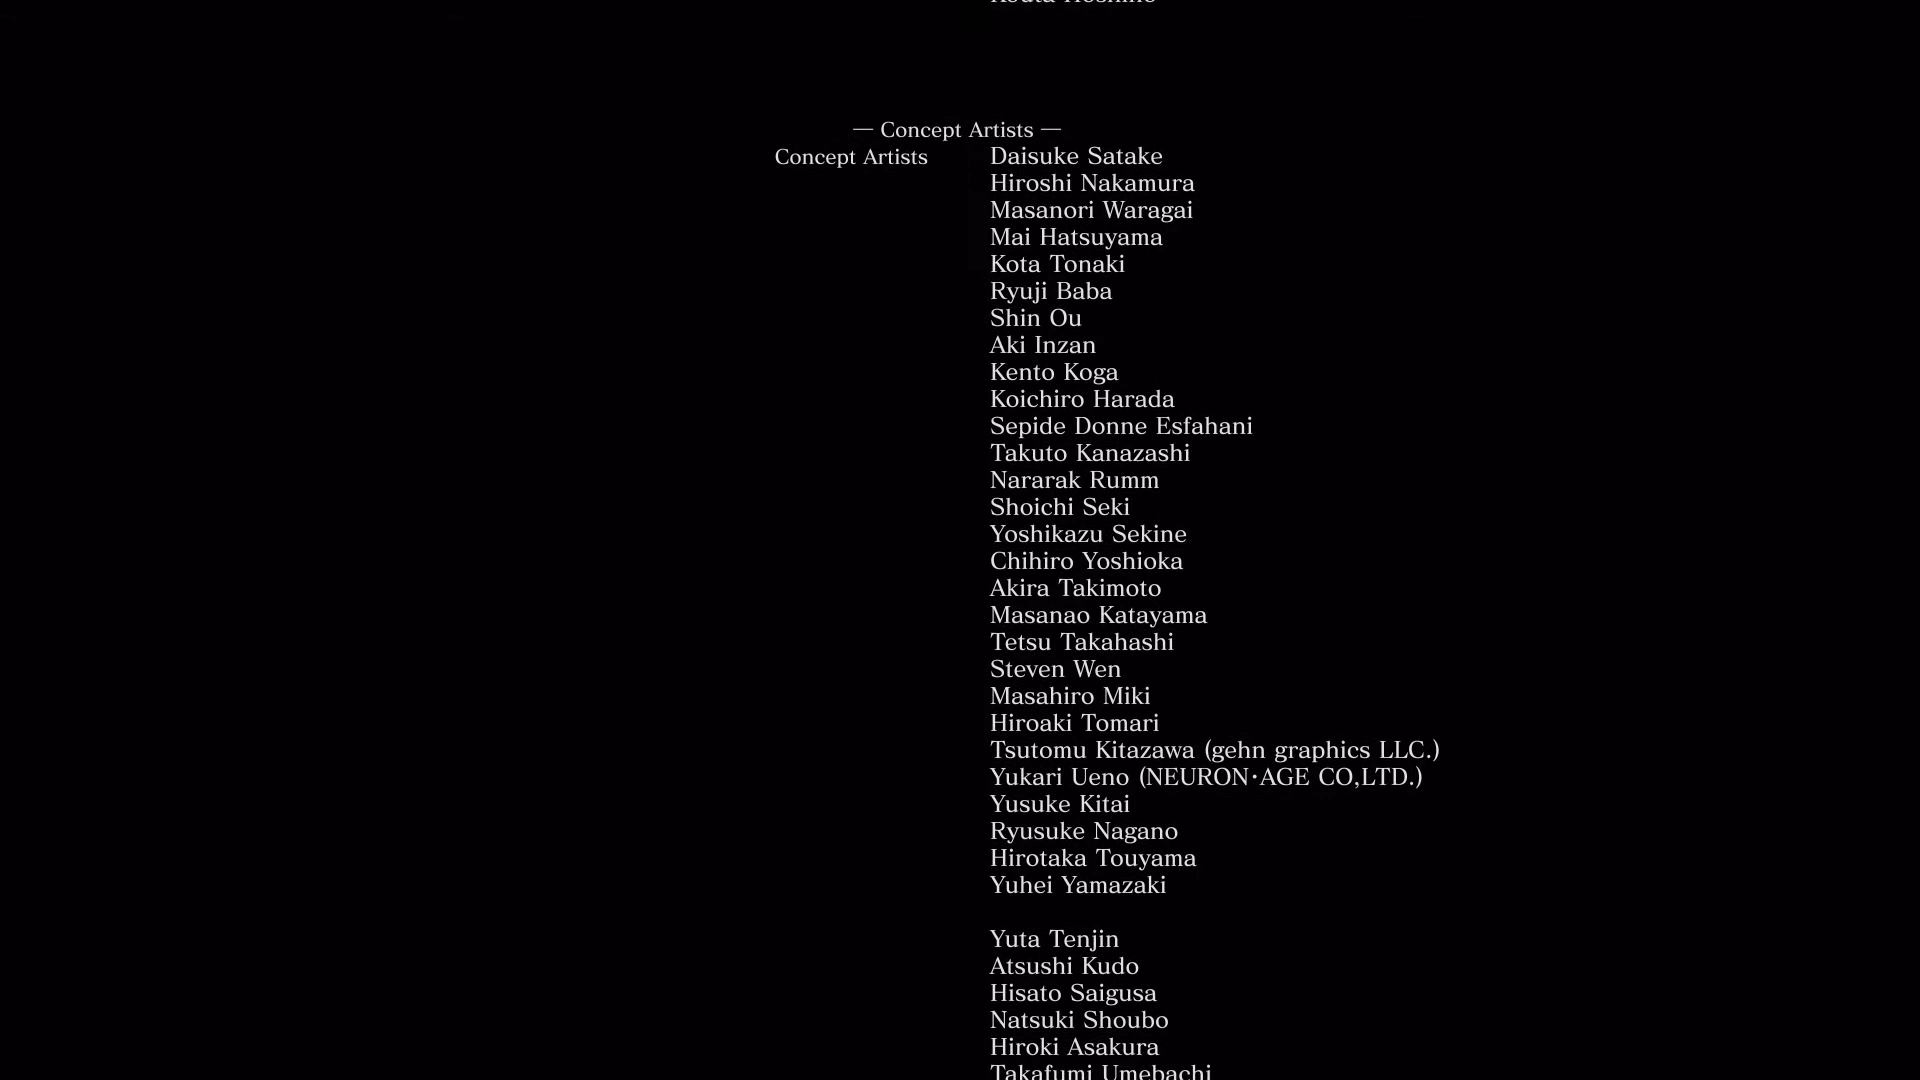 — Concept Artists —
Concept Artists Daisuke Satake
Hiroshi Nakamura
Masanori Waragai
Mai Hatsuyama
Kota Tonaki
Ryuji Baba
Shin Ou
Aki Inzan
Kento Koga
Koichiro Harada
Sepide Donne Esfahani
Takuto Kanazashi
Nararak Rumm
Shoichi Seki
Yoshikazu Sekine
Chihiro Yoshioka
Akira Takimoto
Masanao Katayama
Tetsu Takahashi
Steven Wen
Masahiro Miki
Hiroaki Tomari
Tsutomu Kitazawa (gehn graphics LLC.)
Yukari Ueno (NEURON･AGE CO,LTD.)
Yusuke Kitai
Ryusuke Nagano
Hirotaka Touyama
Yuhei Yamazaki
Yuta Tenjin
Atsushi Kudo
Hisato Saigusa
Natsuki Shoubo
Hiroki Asakura
Takafumi Umebachi